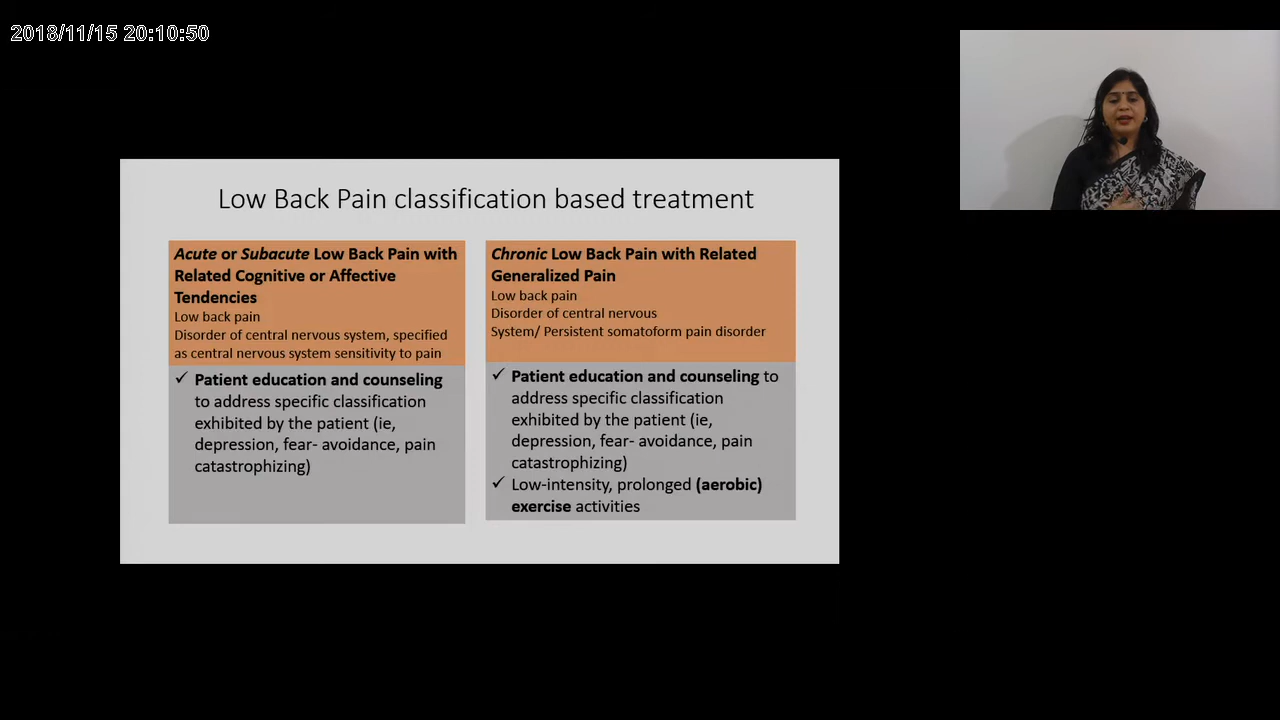 2018/11/15 20:10:50
Low Back Pain classification based treatment
Acute or Subacute Low Back Pain with
Related Cognitive or Affective
Tendencies
Low back pain
Disorder of central nervous system, specified
as central nervous system sensitivity to pain
✓ Patient education and counseling
to address specific classification
exhibited by the patient (ie,
depression, fear- avoidance, pain
catastrophizing)
Chronic Low Back Pain with Related
Generalized Pain
Low back pain
Disorder of central nervous
System/ Persistent somatoform pain disorder
✓ Patient education and counseling to
address specific classification
exhibited by the patient (ie,
depression, fear- avoidance, pain
catastrophizing)
✓ Low-intensity, prolonged (aerobic)
exercise activities